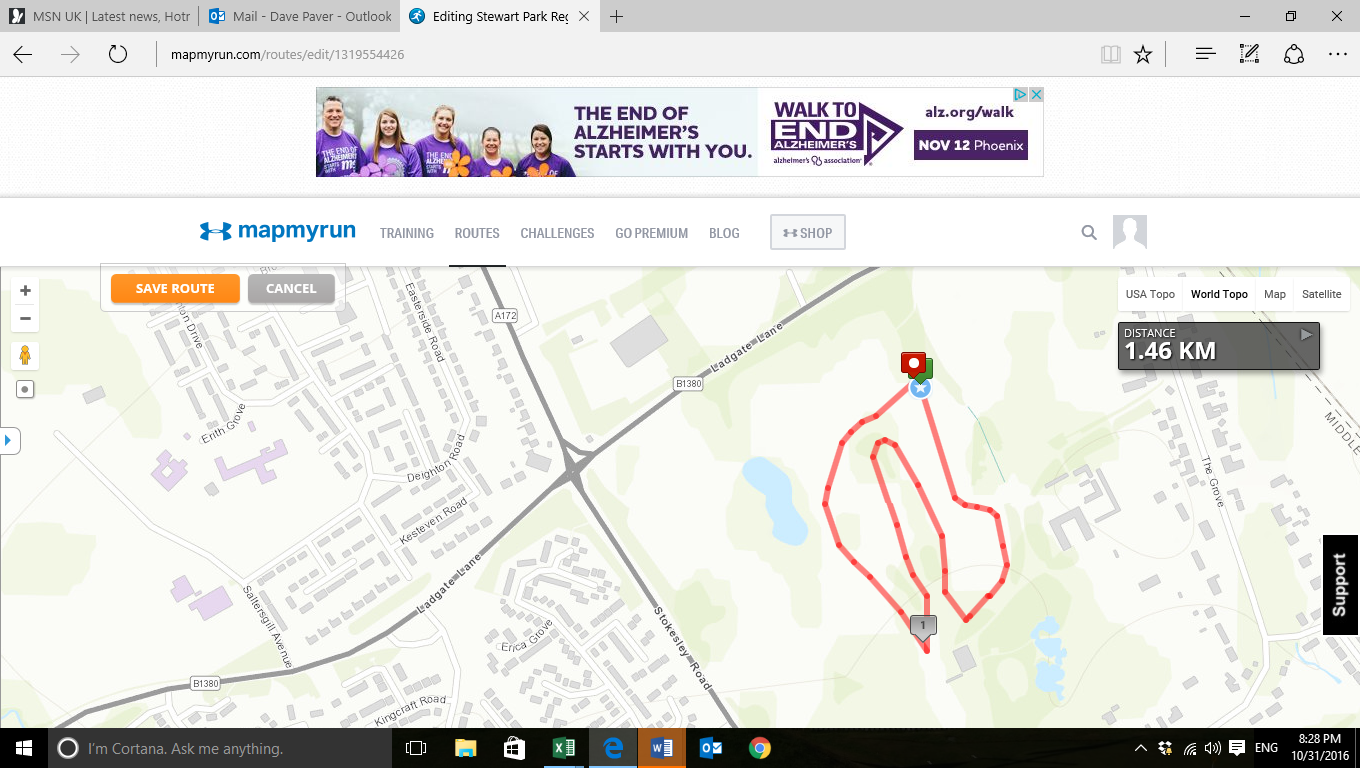 MSN UK | Latest news, Hotr
Mail - Dave Paver - Outlook
Editing Stewart Park Reg
mapmyrun.com/routes/edit/1319554426
THE END OF
ALZHEIMER'S
STARTS WITH YOU.
WALK TO
END
ALZHEIMER'S
alzheimer's association
alz.org/walk
NOV 12 Phoenix
mapmyrun
TRAINING
ROUTES
CHALLENGES
GO PREMIUM
BLOG
SHOP
SAVE ROUTE
CANCEL
USA Topo
World Topo
Map
Satellite
DISTANCE
1.46 KM
Easterside Road
A172
Ladgate Lane
B1380
Erith Grove
Deighton Road
Kesteven Road
Ladgate Lane
Saltersgill Avenue
Erica Grove
Stokesley Road
B1380
Kingcraft Road
The Grove
MIDDLE
1
Support
I'm Cortana. Ask me anything.
ENG
8:28 PM
10/31/2016